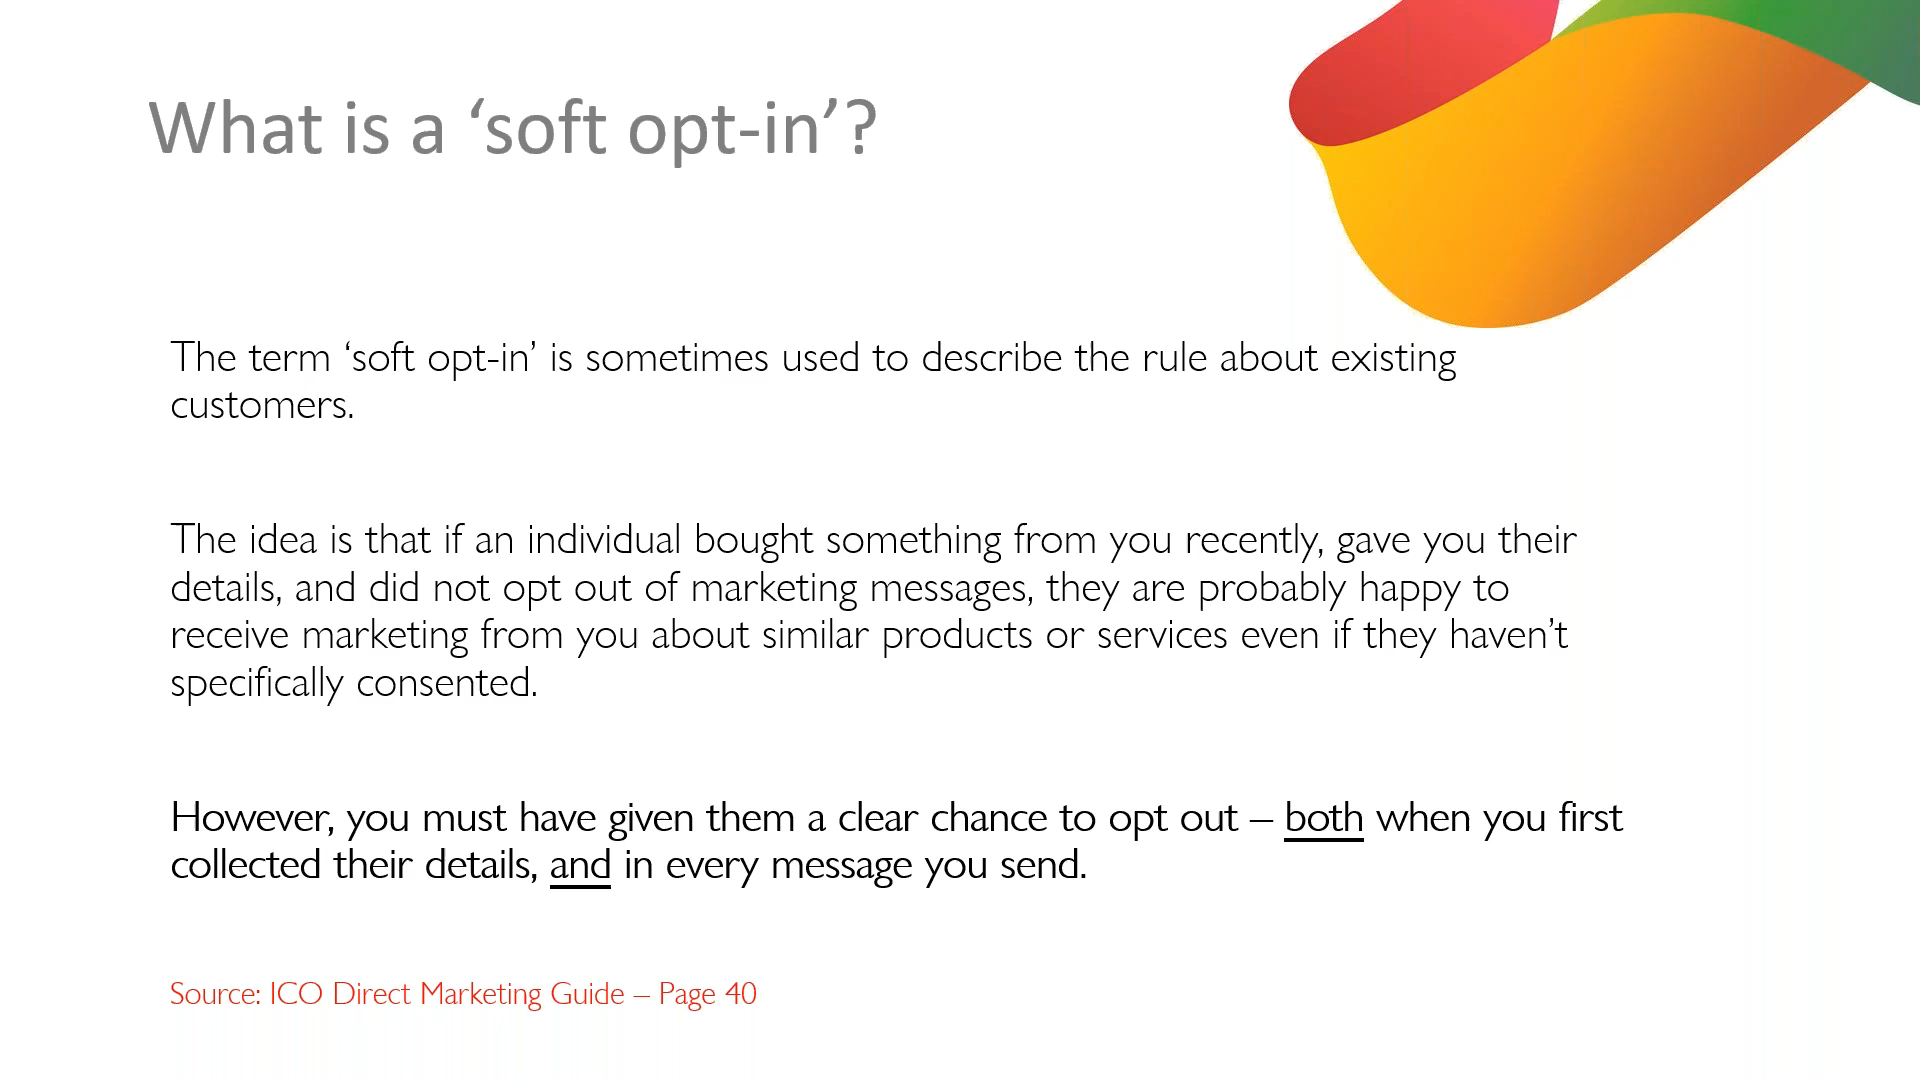 What is a ‘soft opt-in’?
The term ‘soft opt-in’ is sometimes used to describe the rule about existing
customers.
The idea is that if an individual bought something from you recently, gave you their
details, and did not opt out of marketing messages, they are probably happy to
receive marketing from you about similar products or services even if they haven’t
specifically consented.
However, you must have given them a clear chance to opt out – both when you first
collected their details, and in every message you send.
Source: ICO Direct Marketing Guide – Page 40